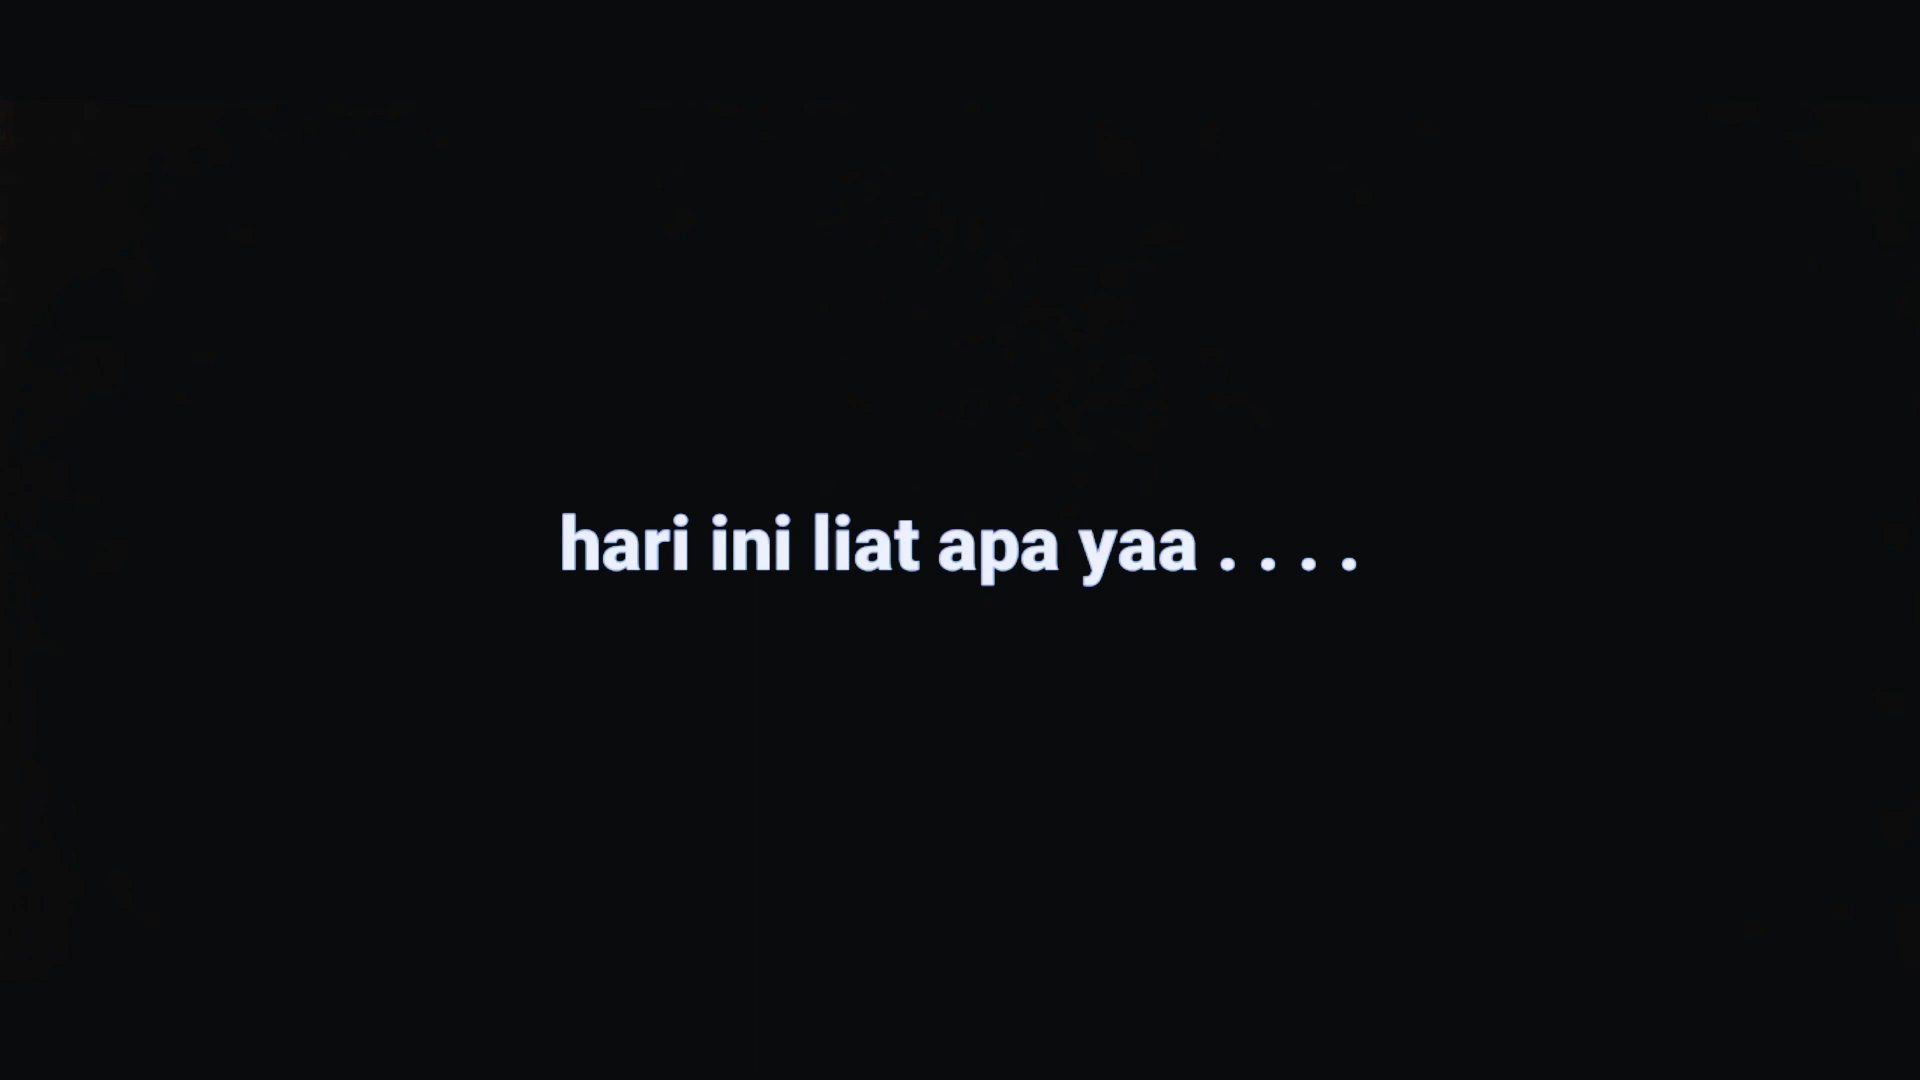 hari ini liat apa yaa . . . .